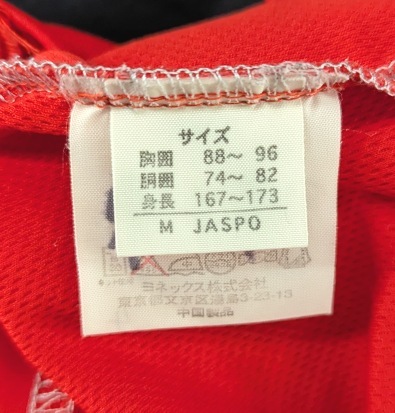 サイズ
胸囲 88〜 96
胴囲 74〜 82
身長 167〜173
M JASPO
ヨネックス株式会社
東京都文京区湯島3-23-13
中国製品